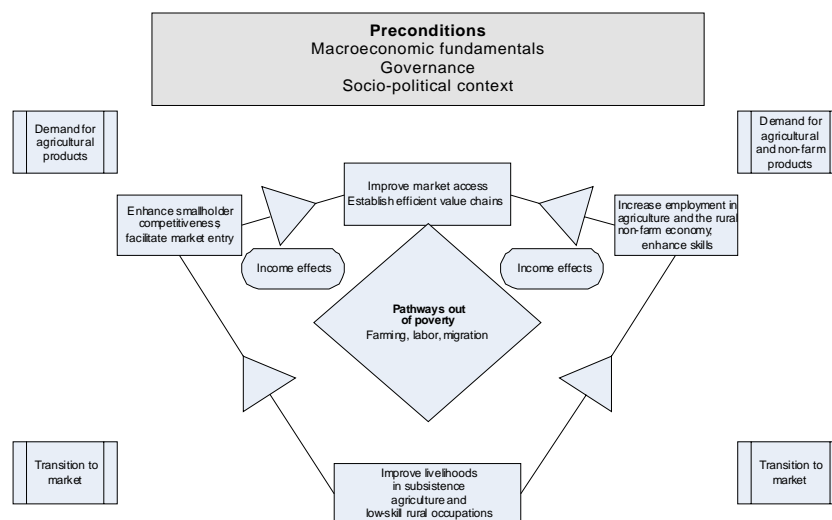 Preconditions
Macroeconomic fundamentals
Governance
Socio-political context
Demand for
agricultural
products
Demand for
agricultural
and non-farm
products
Improve market access
Establish efficient value chains
Enhance smallholder
competitiveness,
facilitate market entry
Increase employment in
agriculture and the rural
non-farm economy,
enhance skills
Income effects
Income effects
Pathways out
of poverty
Farming, labor, migration
Transition to
market
Improve livelihoods
in subsistence
agriculture and
low-skill rural occupations
Transition to
market